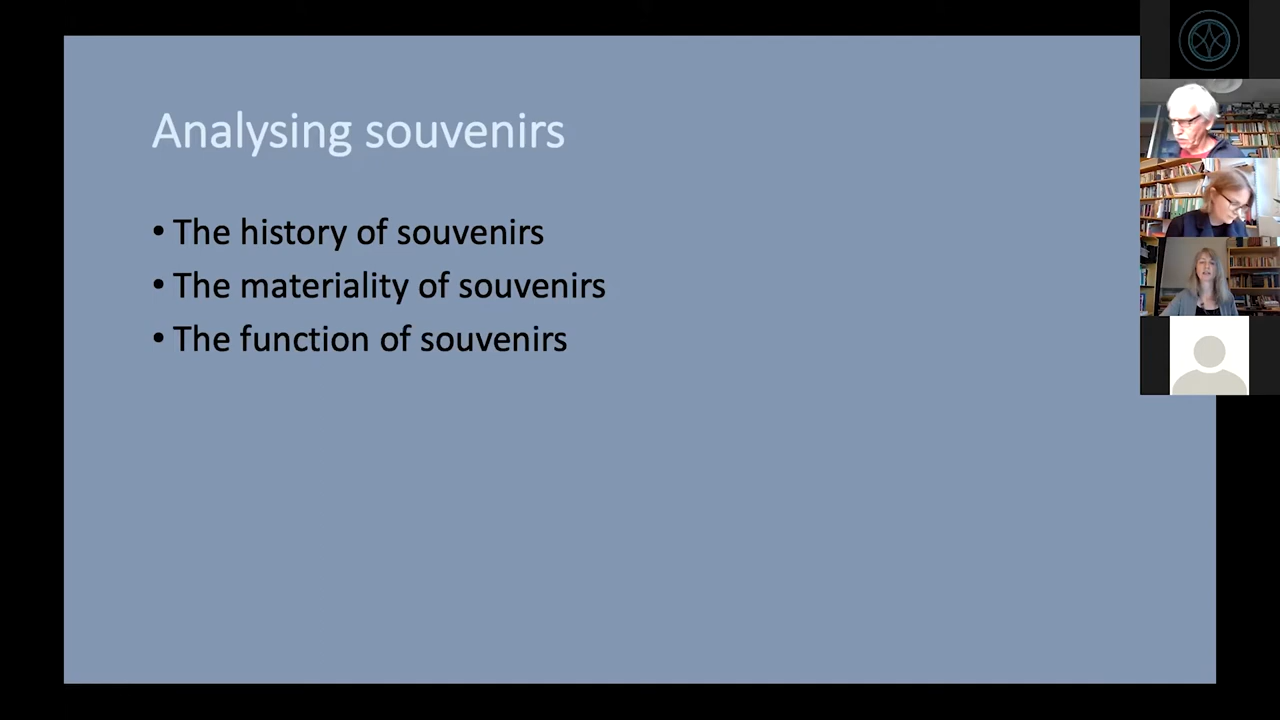 Analysing souvenirs
• The history of souvenirs
• The materiality of souvenirs
• The function of souvenirs